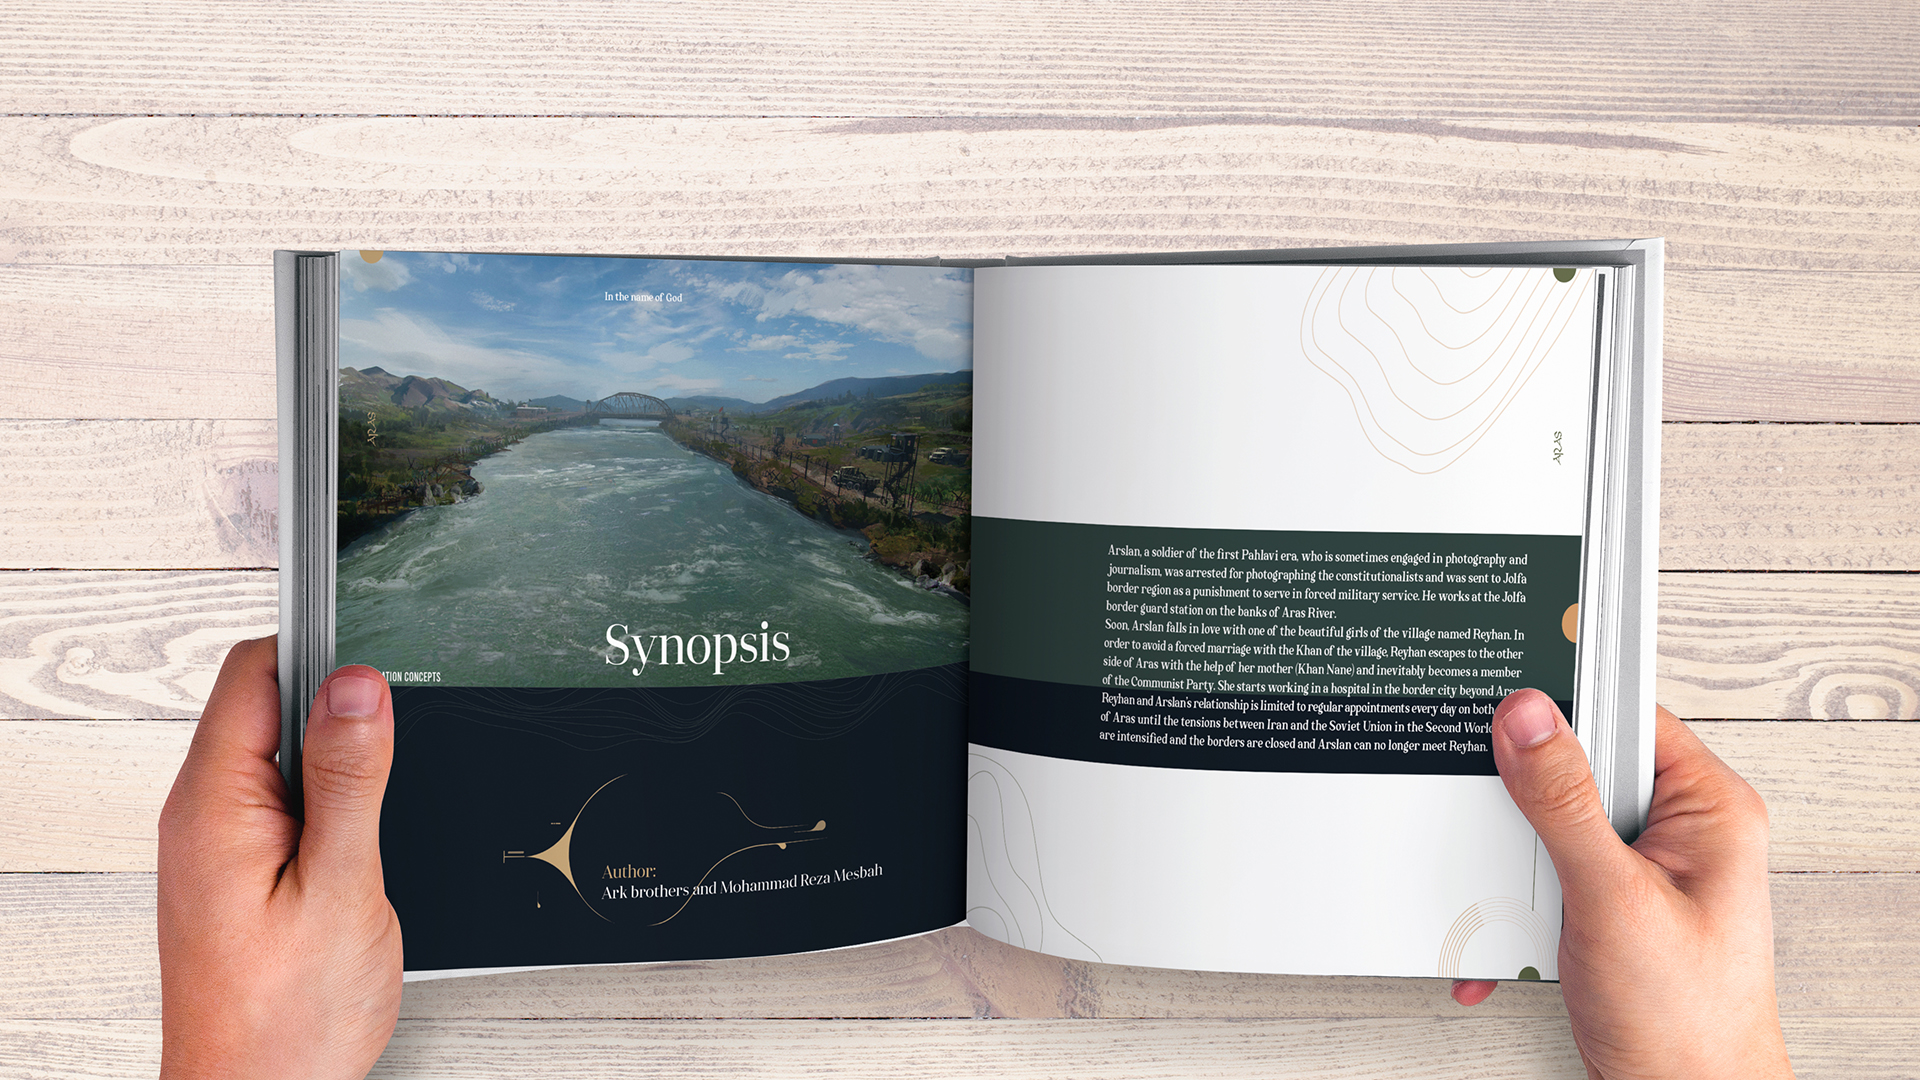 In the name of God
ARAS
Synopsis
ATION CONCEPTS
Author:
Ark brothers and Mohammad Reza Mesbah
ARAS
Arslan, a soldier of the first Pahlavi era, who is sometimes engaged in photography and
journalism, was arrested for photographing the constitutionalists and was sent to Jolfa
border region as a punishment to serve in forced military service. He works at the Jolfa
border guard station on the banks of Aras River.
Soon, Arslan falls in love with one of the beautiful girls of the village named Reyhan. In
order to avoid a forced marriage with the Khan of the village, Reyhan escapes to the other
side of Aras with the help of her mother (Khan Nane) and inevitably becomes a member
of the Communist Party. She starts working in a hospital in the border city beyond Aras
Reyhan and Arslan's relationship is limited to regular appointments every day on both
of Aras until the tensions between Iran and the Soviet Union in the Second World
are intensified and the borders are closed and Arslan can no longer meet Reyhan.